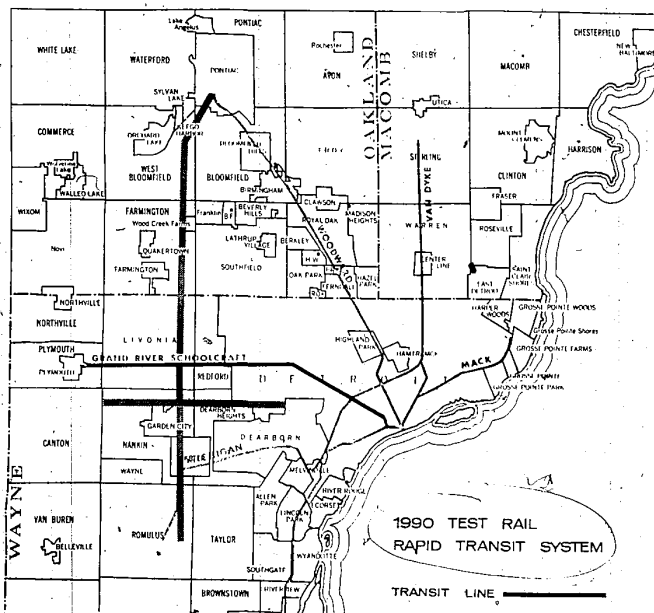 Lake Angelus
PONTIAC
CHESTERFIELD
WHITE LAKE
WATERFORD
Rochester
SHELBY
NEW BALTIMORE
PONTIAC
AVON
MACOMB
OAKLAND
MACOMB
SYLVAN LAKE
UTICA
COMMERCE
KEEGO HARBOR
ORCHARD LAKE
MOUNT CLEMENS
HARRISON
TROY
STERLING
Wolverine Lake
WALLED LAKE
WEST BLOOMFIELD
BLOOMFIELD
BIRMINGHAM
CLINTON
CLAWSON
VAN DYKE
FRASER
WIXOM
FARMINGTON
Franklin
B F
BEVERLY HILLS
ROYAL OAK
MADISON HEIGHTS
WARREN
ROSEVILLE
Wood Creek Farms
NOVI
QUAKERTOWN
LATHRUP VILLAGE
BERKLEY
WOODWARD
CENTER LINE
FARMINGTON
SOUTHFIELD
H.W.
OAK PARK
FERNDALE
HAZEL PARK
EAST DETROIT
SAINT CLAIR SHORES
NORTHVILLE
HARPER WOODS
GROSSE POINTE WOODS
NORTHVILLE
Grosse Pointe Shores
LIVONIA
HIGHLAND PARK
GROSSE POINTE FARMS
PLYMOUTH
HAMTRAMCK
MACK
GRAND RIVER SCHOOLCRAFT
GROSSE POINTE
PLYMOUTH
REDFORD
DETROIT
GROSSE POINTE PARK
DEARBORN HEIGHTS
GARDEN CITY
DEARBORN
CANTON
NANKIN
WAYNE
MELVINDALE
RIVER ROUGE
ALLEN PARK
LINCOLN PARK
ECORSE
WAYNE
VAN BUREN
BELLEVILLE
ROMULUS
TAYLOR
WYANDOTTE
SOUTHGATE
BROWNSTOWN
RIVERVIEW
1990 TEST RAIL
RAPID TRANSIT SYSTEM
TRANSIT LINE